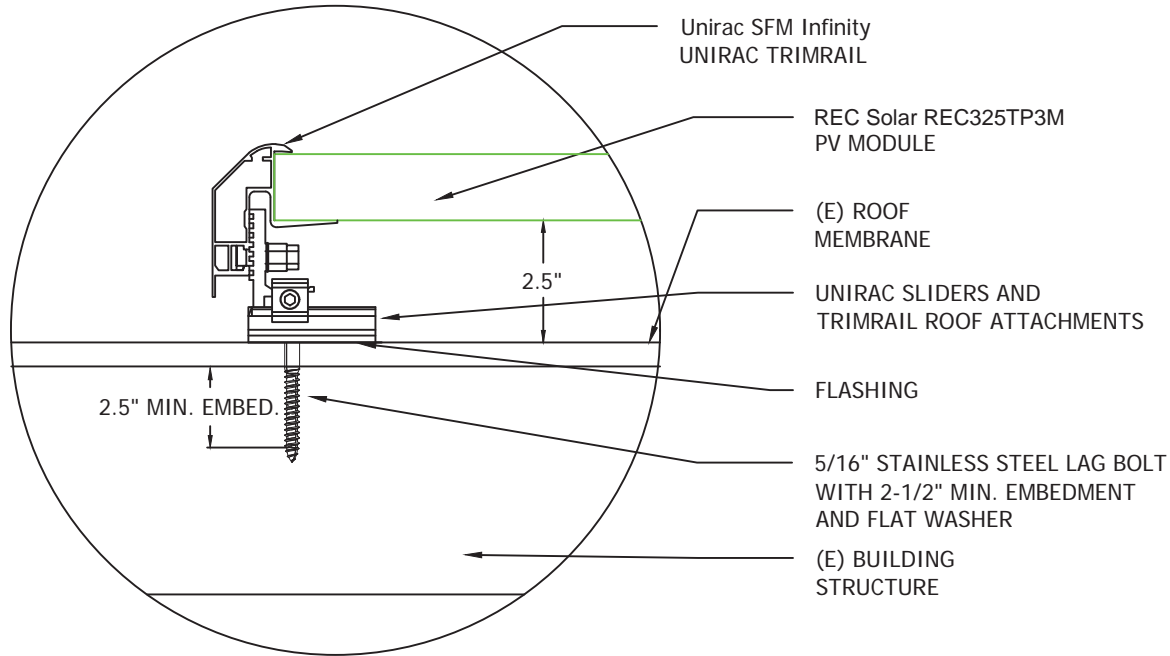 Unirac SFM Infinity
UNIRAC TRIMRAIL
REC Solar REC325TP3M
PV MODULE
(E) ROOF
MEMBRANE
2.5"
UNIRAC SLIDERS AND
TRIMRAIL ROOF ATTACHMENTS
FLASHING
2.5" MIN. EMBED.
5/16" STAINLESS STEEL LAG BOLT
WITH 2-1/2" MIN. EMBEDMENT
AND FLAT WASHER
(E) BUILDING
STRUCTURE